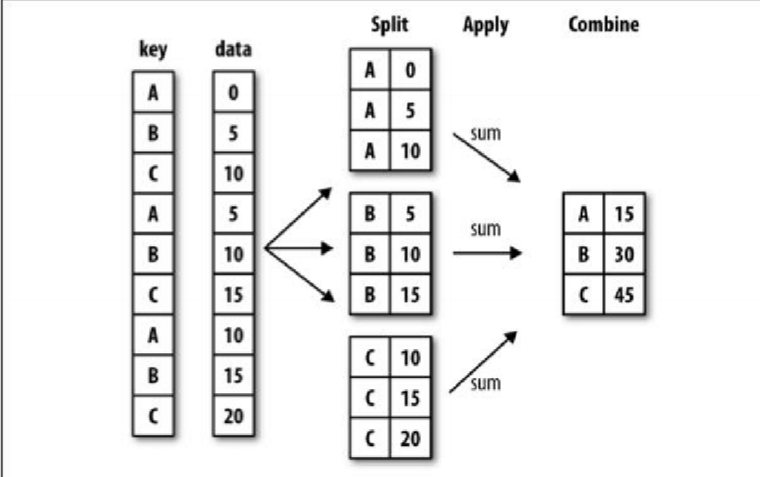 Split Apply Combine
key data
A 0
B 5
C 10
A 5
B 10
C 15
A 10
B 15
C 20
A 0
A 5
A 10
B 5
B 10
B 15
C 10
C 15
C 20
sum
sum
sum
A 15
B 30
C 45